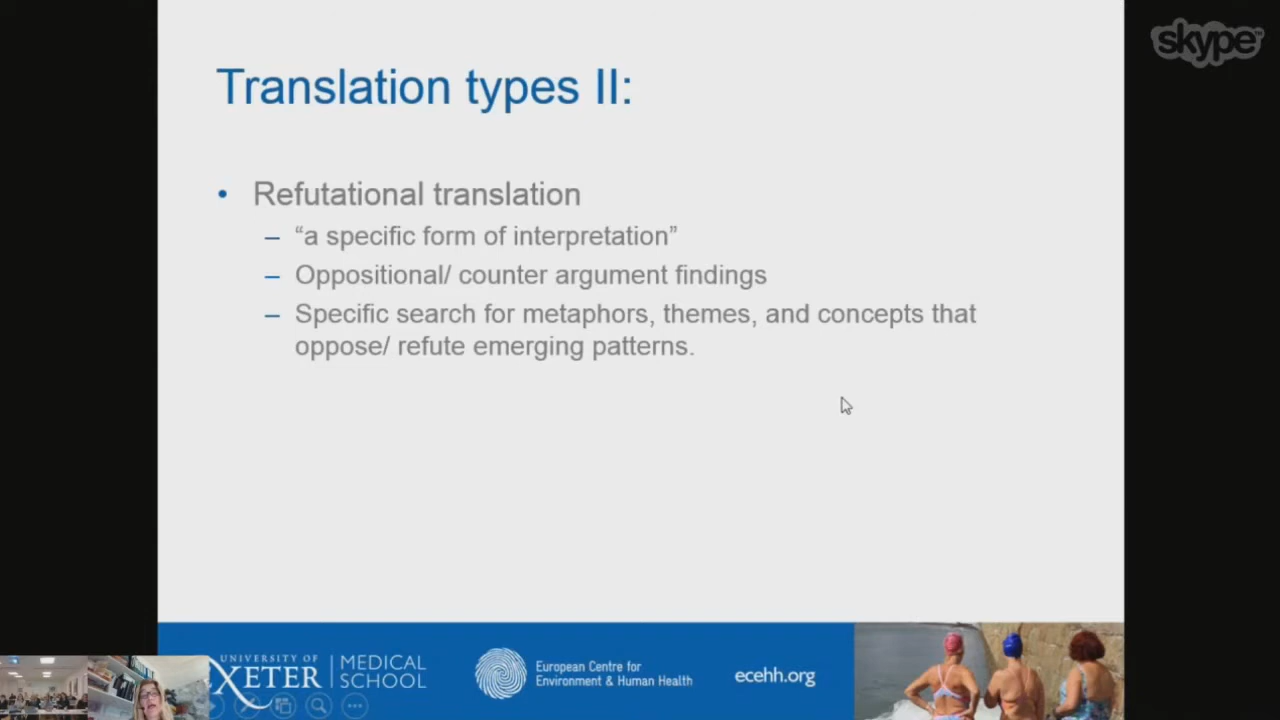 skype
Translation types II:
• Refutational translation
– “a specific form of interpretation”
– Oppositional/ counter argument findings
– Specific search for metaphors, themes, and concepts that
oppose/ refute emerging patterns.
UNIVERSITY OF
EXETER
MEDICAL
SCHOOL
European Centre for
Environment & Human Health
ecehh.org